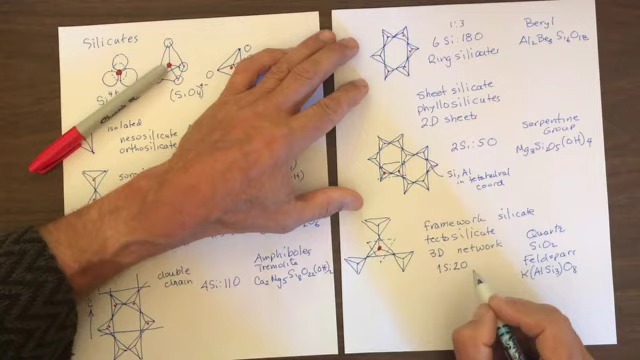 Silicates
Si4+
(SiO4)4-
O
O
isolated
nesosilicate
orthosilicate
double
chain
4Si:11O
Amphiboles
Tremolite
Ca2Mg5Si8O22(OH)2
1:3
6Si:18O
Ring silicates
Beryl
Al2Be3Si6O18
Sheet silicate
phyllosilicates
2D sheets
2Si:5O
Si, Al
in tetrahedral
coord
Serpentine
Group
Mg3Si2O5(OH)4
framework silicate
tectosilicate
3D network
1Si:2O
Quartz
SiO2
Feldspars
K(AlSi3)O8